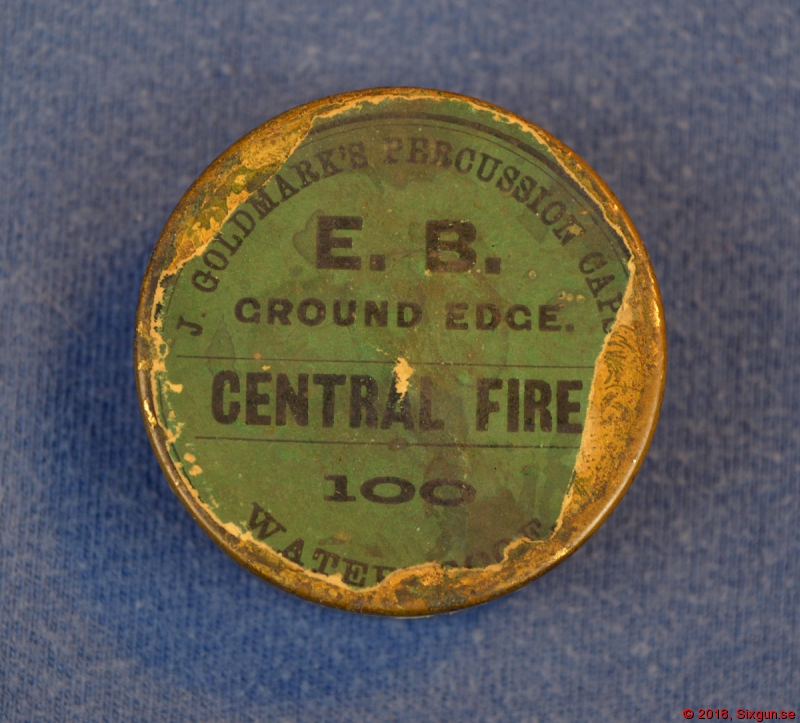 J. GOLDMARK'S PERCUSSION CAPS
E. B.
GROUND EDGE.
CENTRAL FIRE
100
© 2018, Sixgun.se